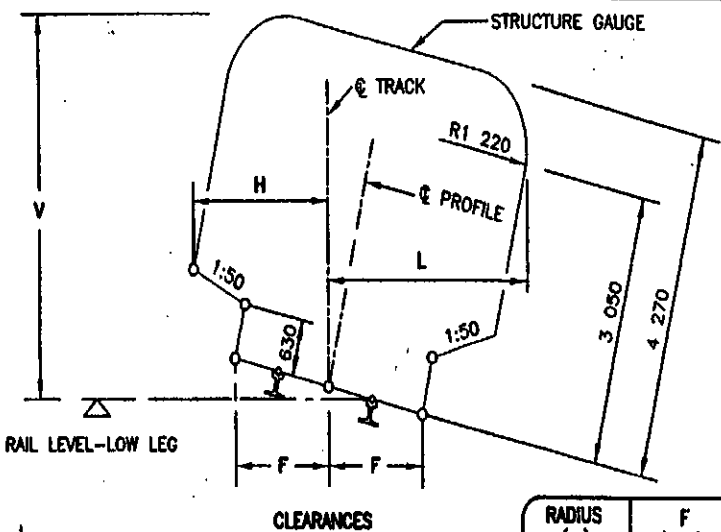 STRUCTURE GAUGE
℄ TRACK
R1 220
V
H
℄ PROFILE
L
1:50
1:50
630
3 050
4 270
RAIL LEVEL-LOW LEG
F
F
CLEARANCES
RADIUS
F